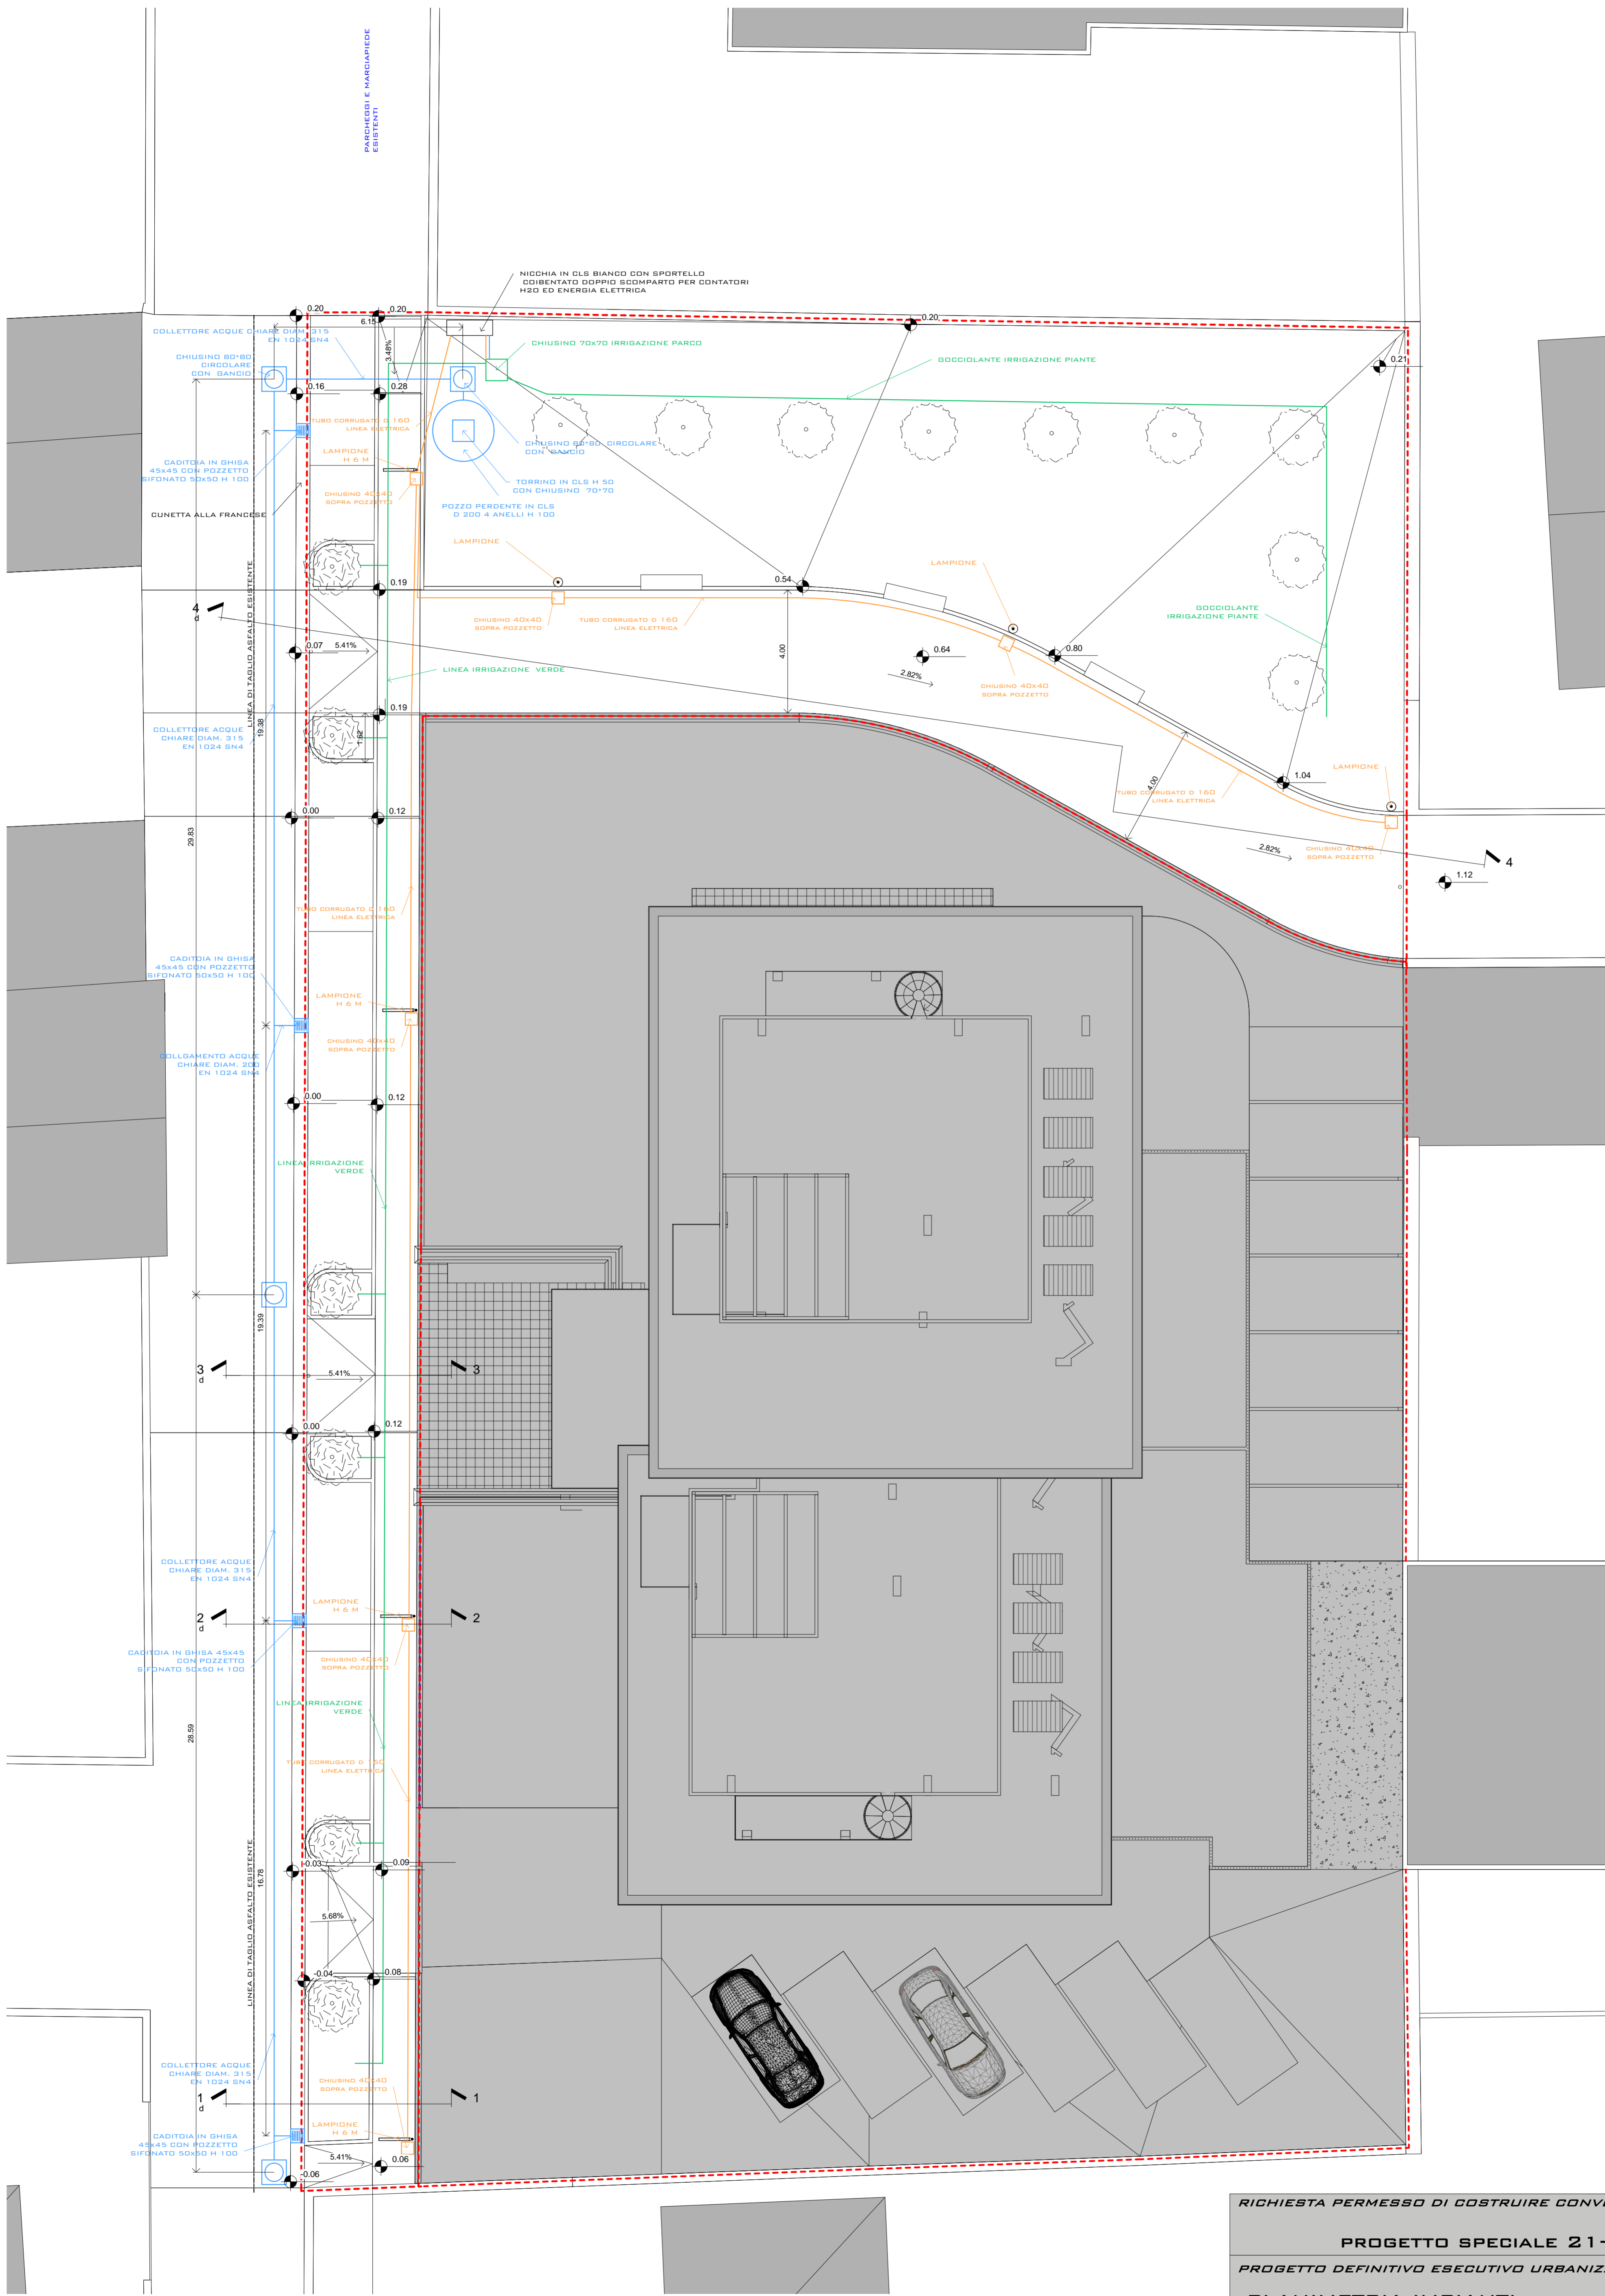 PARCHEGGI E MARCIAPIEDE
ESISTENTI
NICCHIA IN CLS BIANCO CON SPORTELLO
COIBENTATO DOPPIO SCOMPARTO PER CONTATORI
H2O ED ENERGIA ELETTRICA
0.20
0.20
6.15
0.20
COLLETTORE ACQUE CHIARE DIAM. 315
EN 1024 SN4
CHIUSINO 80*80
CIRCOLARE
CON GANCIO
3.48%
CHIUSINO 70x70 IRRIGAZIONE PARCO
GOCCIOLANTE IRRIGAZIONE PIANTE
0.21
0.16
0.28
TUBO CORRUGATO D 160
LINEA ELETTRICA
CHIUSINO 80*80 CIRCOLARE
CON GANCIO
LAMPIONE
H 6 M
CADITOIA IN GHISA
45x45 CON POZZETTO
SIFONATO 50x50 H 100
TORRINO IN CLS H 50
CON CHIUSINO 70*70
CHIUSINO 40x40
SOPRA POZZETTO
POZZO PERDENTE IN CLS
D 200 4 ANELLI H 100
CUNETTA ALLA FRANCESE
LAMPIONE
LAMPIONE
LINEA DI TAGLIO ASFALTO ESISTENTE
0.19
0.54
4
d
GOCCIOLANTE
IRRIGAZIONE PIANTE
CHIUSINO 40x40
SOPRA POZZETTO
TUBO CORRUGATO D 160
LINEA ELETTRICA
0.07
5.41%
4.00
0.64
0.80
2.82%
LINEA IRRIGAZIONE VERDE
CHIUSINO 40x40
SOPRA POZZETTO
0.19
19.38
1.62
COLLETTORE ACQUE
CHIARE DIAM. 315
EN 1024 SN4
LAMPIONE
1.04
4.00
TUBO CORRUGATO D 160
LINEA ELETTRICA
0.00
0.12
29.83
2.82%
CHIUSINO 40x40
SOPRA POZZETTO
4
1.12
TUBO CORRUGATO D 160
LINEA ELETTRICA
CADITOIA IN GHISA
45x45 CON POZZETTO
SIFONATO 50x50 H 100
LAMPIONE
H 6 M
CHIUSINO 40x40
SOPRA POZZETTO
COLLGAMENTO ACQUE
CHIARE DIAM. 200
EN 1024 SN4
0.00
0.12
LINEA IRRIGAZIONE
VERDE
19.39
3
d
5.41%
3
0.00
0.12
COLLETTORE ACQUE
CHIARE DIAM. 315
EN 1024 SN4
LAMPIONE
H 6 M
2
d
2
CADITOIA IN GHISA 45x45
CON POZZETTO
SIFONATO 50x50 H 100
CHIUSINO 40x40
SOPRA POZZETTO
LINEA IRRIGAZIONE
VERDE
28.59
TUBO CORRUGATO D 160
LINEA ELETTRICA
LINEA DI TAGLIO ASFALTO ESISTENTE
16.78
-0.03
0.09
5.68%
-0.04
0.08
COLLETTORE ACQUE
CHIARE DIAM. 315
EN 1024 SN4
CHIUSINO 40x40
SOPRA POZZETTO
1
d
1
LAMPIONE
H 6 M
CADITOIA IN GHISA
45x45 CON POZZETTO
SIFONATO 50x50 H 100
5.41%
0.06
-0.06
RICHIESTA PERMESSO DI COSTRUIRE
PROGETTO SPECIALE 21-
PROGETTO DEFINITIVO ESECUTIVO